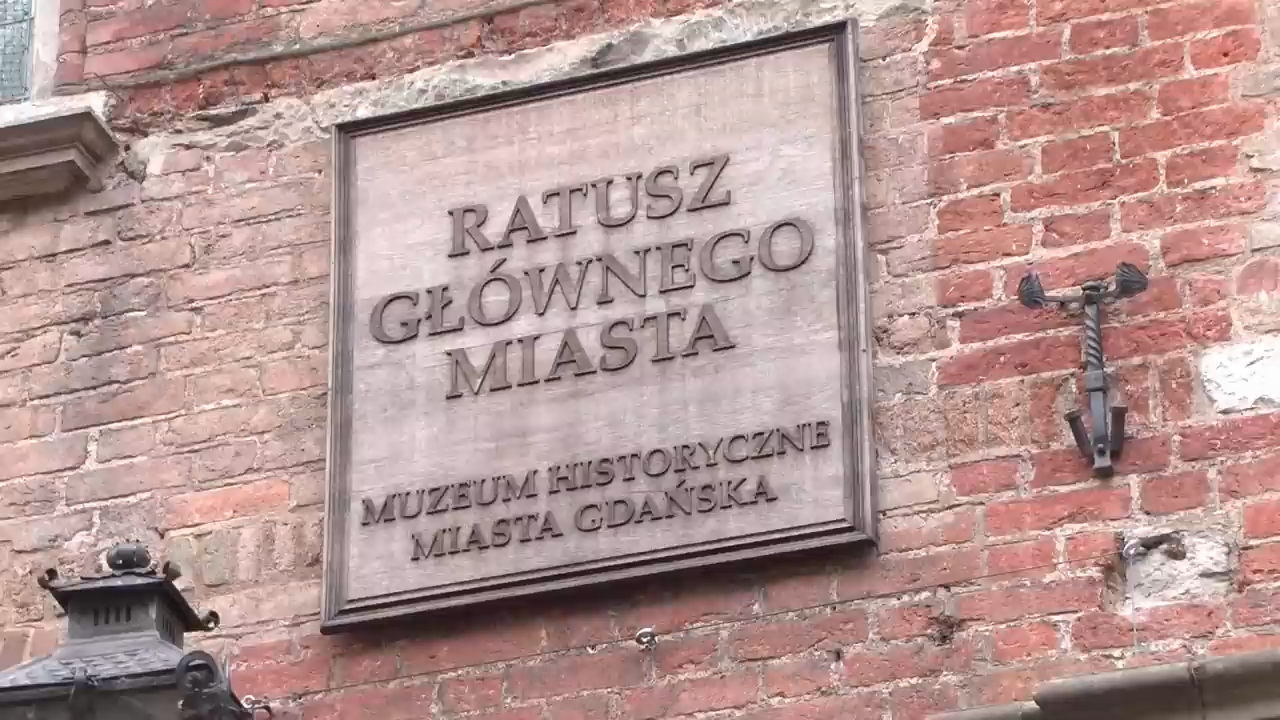 RATUSZ
GŁÓWNEGO
MIASTA
MUZEUM HISTORYCZNE
MIASTA GDAŃSKA